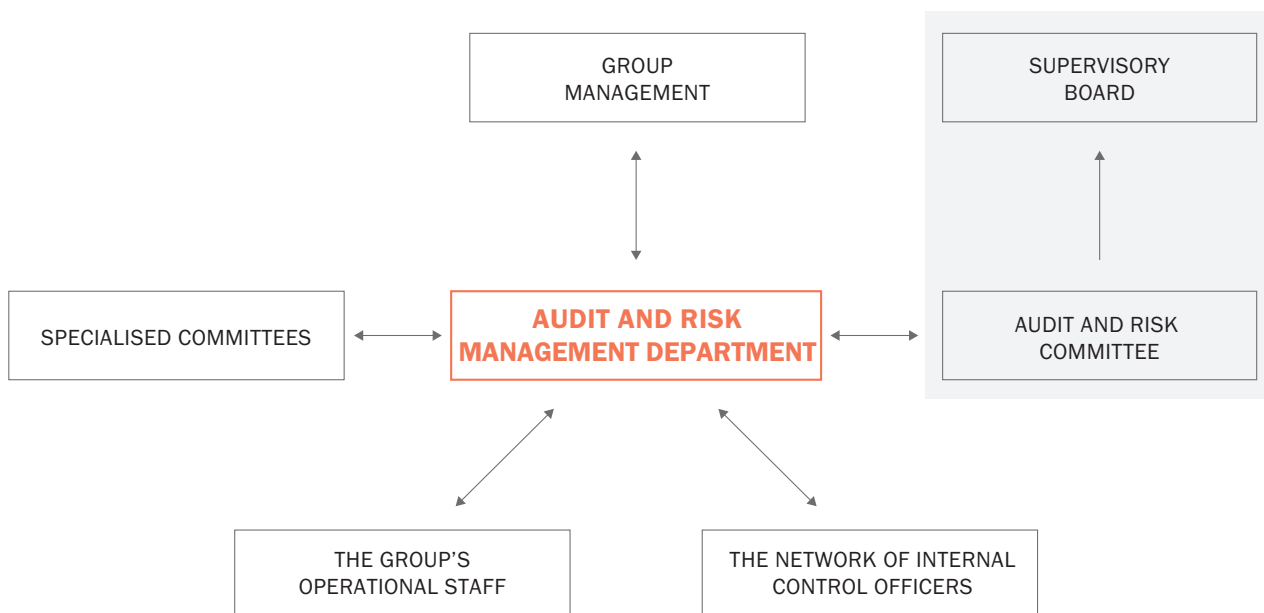 GROUP
MANAGEMENT
SUPERVISORY
BOARD
SPECIALISED COMMITTEES
AUDIT AND RISK
MANAGEMENT DEPARTMENT
AUDIT AND RISK
COMMITTEE
THE GROUP’S
OPERATIONAL STAFF
THE NETWORK OF INTERNAL
CONTROL OFFICERS